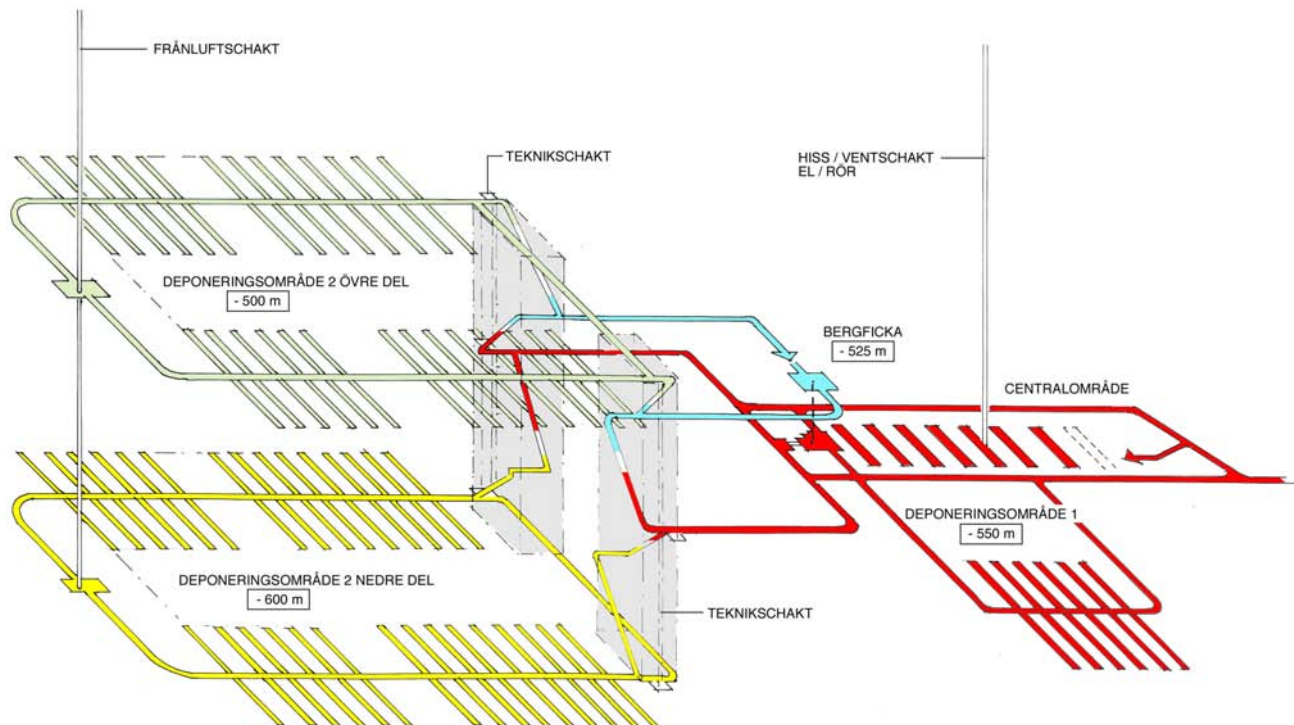 FRÅNLUFTSCHAKT
TEKNIKSCHAKT
HISS / VENTSCHAKT
EL / RÖR
DEPONERINGSOMRÅDE 2 ÖVRE DEL
- 500 m
BERGFICKA
- 525 m
CENTRALOMRÅDE
DEPONERINGSOMRÅDE 1
- 550 m
DEPONERINGSOMRÅDE 2 NEDRE DEL
- 600 m
TEKNIKSCHAKT